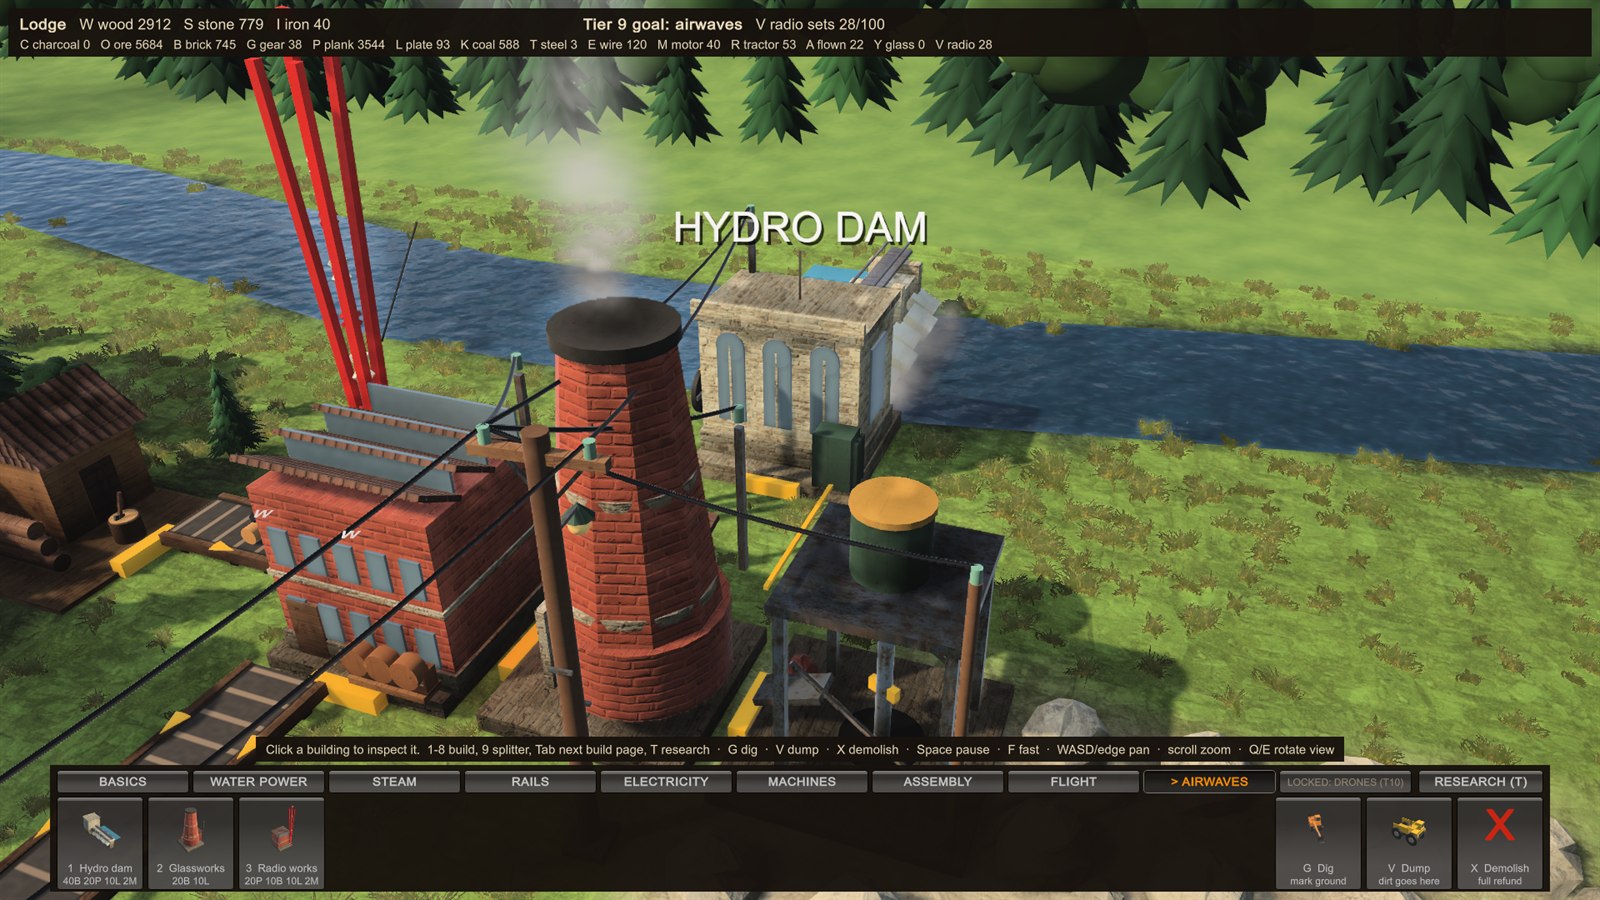 Lodge W wood 2912 S stone 779 I iron 40
Tier 9 goal: airwaves V radio sets 28/100
C charcoal 0 O ore 5684 B brick 745 G gear 38 P plank 3544 L plate 93 K coal 588 T steel 3 E wire 120 M motor 40 R tractor 53 A flown 22 Y glass 0 V radio 28
HYDRO DAM
W
W
Click a building to inspect it. 1-8 build, 9 splitter, Tab next build page, T research · G dig · V dump · X demolish · Space pause · F fast · WASD/edge pan · scroll zoom · Q/E rotate view
BASICS
WATER POWER
STEAM
RAILS
ELECTRICITY
MACHINES
ASSEMBLY
FLIGHT
> AIRWAVES
LOCKED: DRONES (T10)
RESEARCH (T)
1 Hydro dam
40B 20P 10L 2M
2 Glassworks
20B 10L
3 Radio works
20P 10B 10L 2M
G Dig
mark ground
V Dump
dirt goes here
X Demolish
full refund